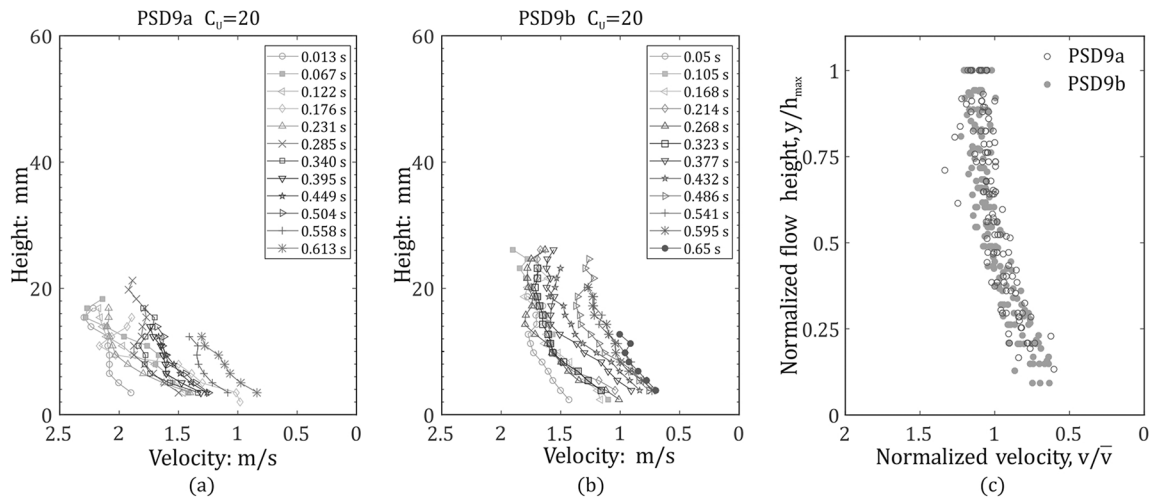 PSD9a C_U=20
60
40
20
0
Height: mm
2.5
2
1.5
1
0.5
0
Velocity: m/s
0.013 s
0.067 s
0.122 s
0.176 s
0.231 s
0.285 s
0.340 s
0.395 s
0.449 s
0.504 s
0.558 s
0.613 s
(a)
PSD9b C_U=20
60
40
20
0
Height: mm
2.5
2
1.5
1
0.5
0
Velocity: m/s
0.05 s
0.105 s
0.168 s
0.214 s
0.268 s
0.323 s
0.377 s
0.432 s
0.486 s
0.541 s
0.595 s
0.65 s
(b)
PSD9a
PSD9b
1
0.75
0.5
0.25
0
Normalized flow height, y/h_max
2
1
0
Normalized velocity, v/v̅
(c)